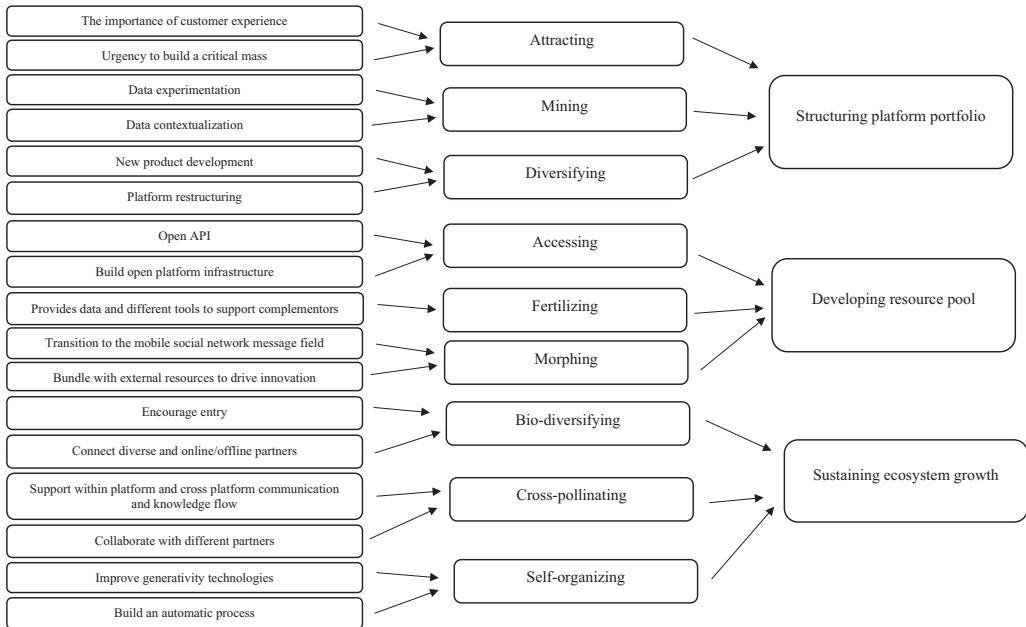 The importance of customer experience
Urgency to build a critical mass
Data experimentation
Data contextualization
New product development
Platform restructuring
Open API
Build open platform infrastructure
Provides data and different tools to support complementors
Transition to the mobile social network message field
Bundle with external resources to drive innovation
Encourage entry
Connect diverse and online/offline partners
Support within platform and cross platform communication
and knowledge flow
Collaborate with different partners
Improve generativity technologies
Build an automatic process
Attracting
Mining
Diversifying
Accessing
Fertilizing
Morphing
Bio-diversifying
Cross-pollinating
Self-organizing
Structuring platform portfolio
Developing resource pool
Sustaining ecosystem growth